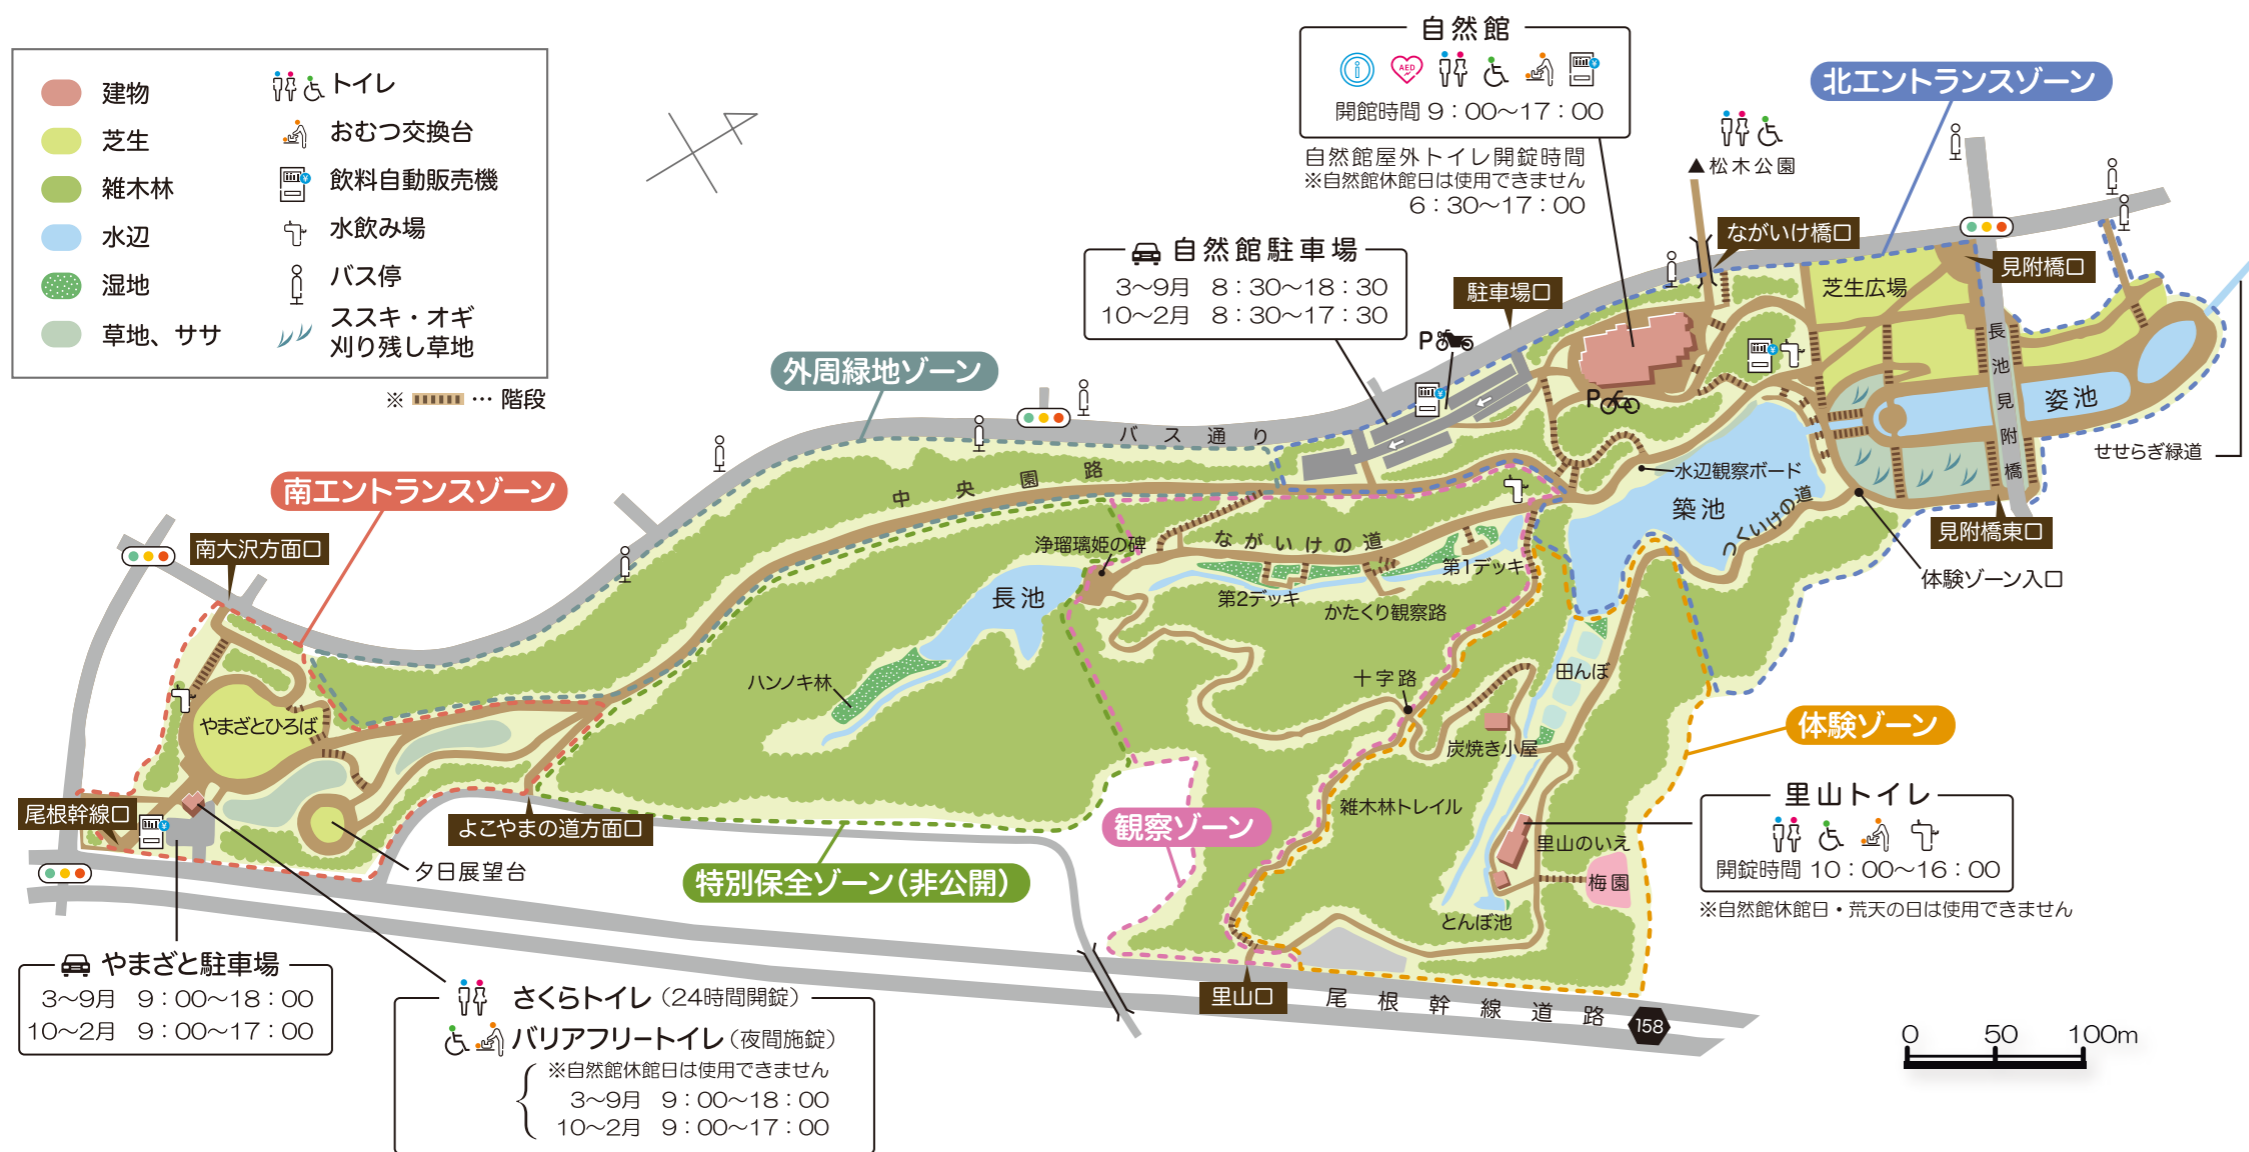 建物
芝生
雑木林
水辺
湿地
草地、ササ
トイレ
おむつ交換台
飲料自動販売機
水飲み場
バス停
ススキ・オギ
刈り残し草地
※ … 階段
自然館
AED
開館時間 9：00〜17：00
自然館屋外トイレ開錠時間
※自然館休館日は使用できません
6：30〜17：00
自然館駐車場
3〜9月 8：30〜18：30
10〜2月 8：30〜17：30
北エントランスゾーン
▲松木公園
ながいけ橋口
見附橋口
駐車場口
芝生広場
長池見附橋
姿池
せせらぎ緑道
P
P
水辺観察ボード
築池
つくいけの道
見附橋東口
体験ゾーン入口
外周緑地ゾーン
バス通り
中央園路
南エントランスゾーン
南大沢方面口
浄瑠璃姫の碑
ながいけの道
第1デッキ
第2デッキ
かたくり観察路
長池
ハンノキ林
十字路
田んぼ
炭焼き小屋
体験ゾーン
やまざとひろば
尾根幹線口
よこやまの道方面口
夕日展望台
特別保全ゾーン（非公開）
観察ゾーン
雑木林トレイル
里山のいえ
梅園
とんぼ池
里山トイレ
開錠時間 10：00〜16：00
※自然館休館日・荒天の日は使用できません
里山口
尾根幹線道路
158
やまざと駐車場
3〜9月 9：00〜18：00
10〜2月 9：00〜17：00
さくらトイレ（24時間開錠）
バリアフリートイレ（夜間施錠）
※自然館休館日は使用できません
3〜9月 9：00〜18：00
10〜2月 9：00〜17：00
0 50 100m